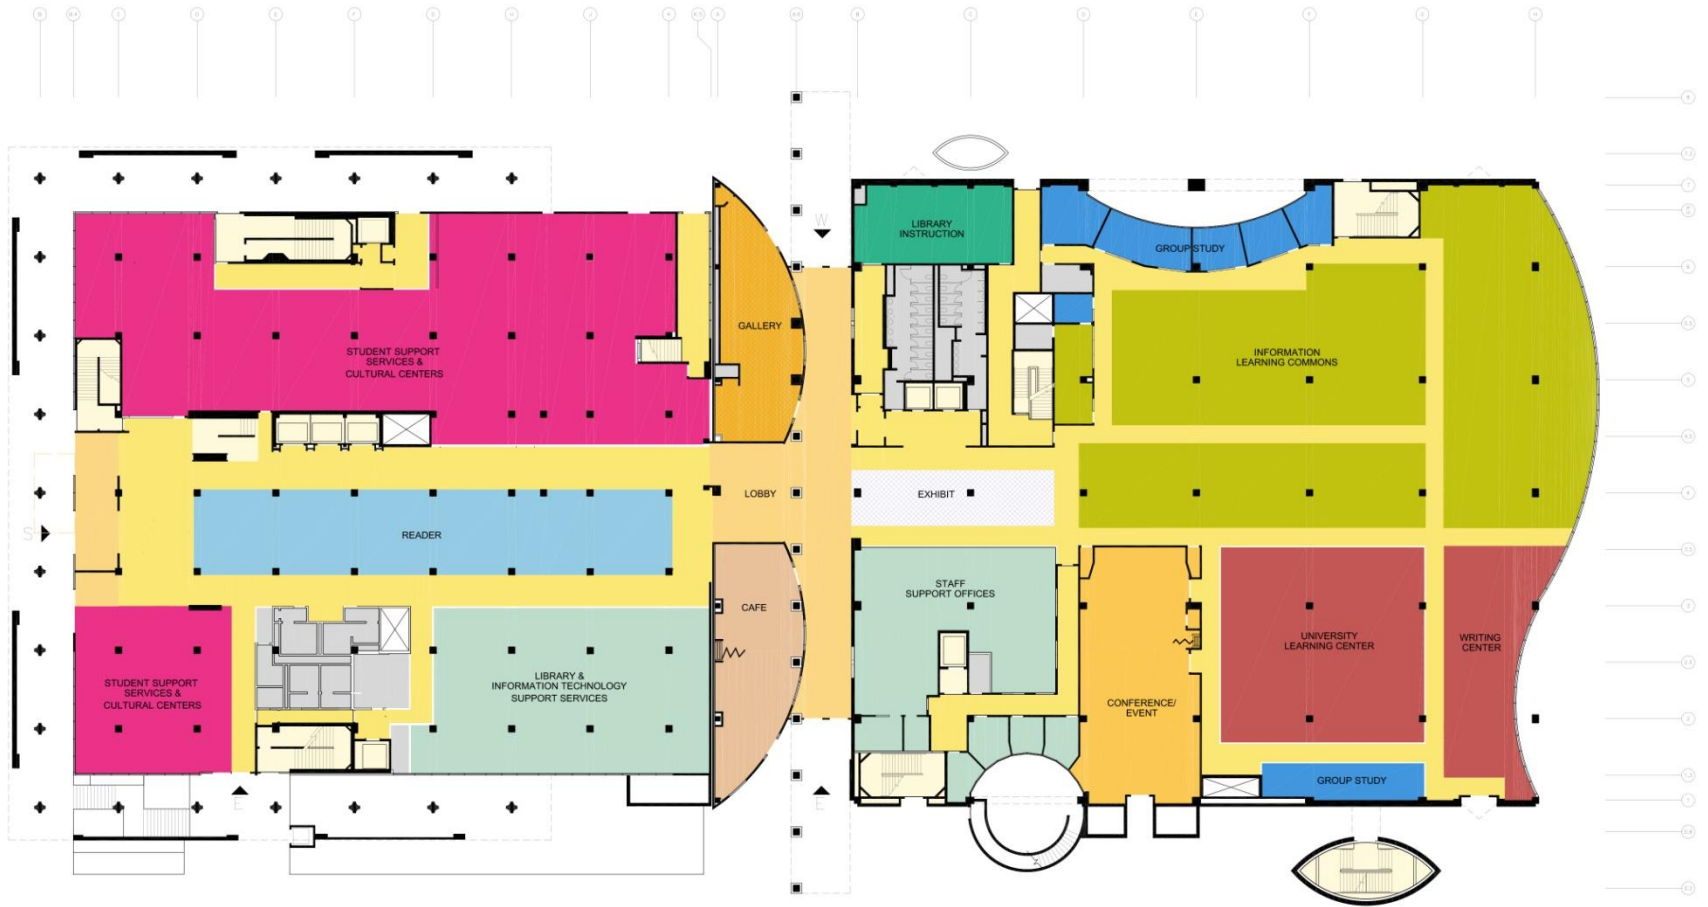 B
C
D
E
F
G
H
J
K
A
B
C
D
E
F
G
H
W
LIBRARY
INSTRUCTION
GROUP STUDY
GALLERY
STUDENT SUPPORT
SERVICES &
CULTURAL CENTERS
INFORMATION
LEARNING COMMONS
LOBBY
EXHIBIT
READER
S
STAFF
SUPPORT OFFICES
CAFE
UNIVERSITY
LEARNING CENTER
WRITING
CENTER
STUDENT SUPPORT
SERVICES &
CULTURAL CENTERS
LIBRARY &
INFORMATION TECHNOLOGY
SUPPORT SERVICES
CONFERENCE/
EVENT
GROUP STUDY
E
E